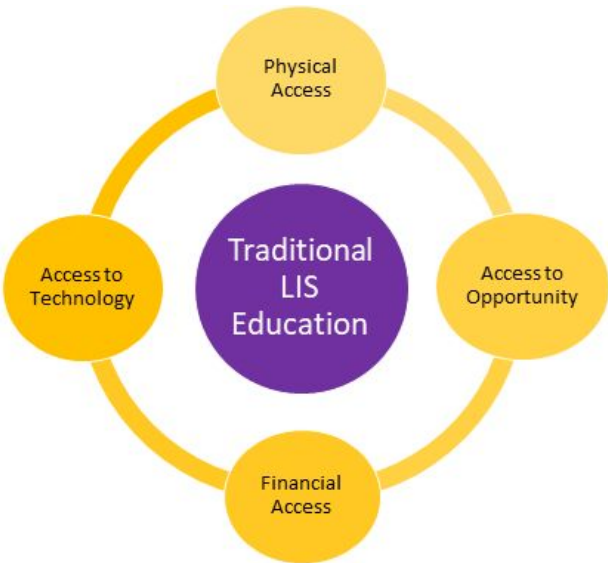 Physical
Access
Traditional
LIS
Education
Access to
Technology
Access to
Opportunity
Financial
Access